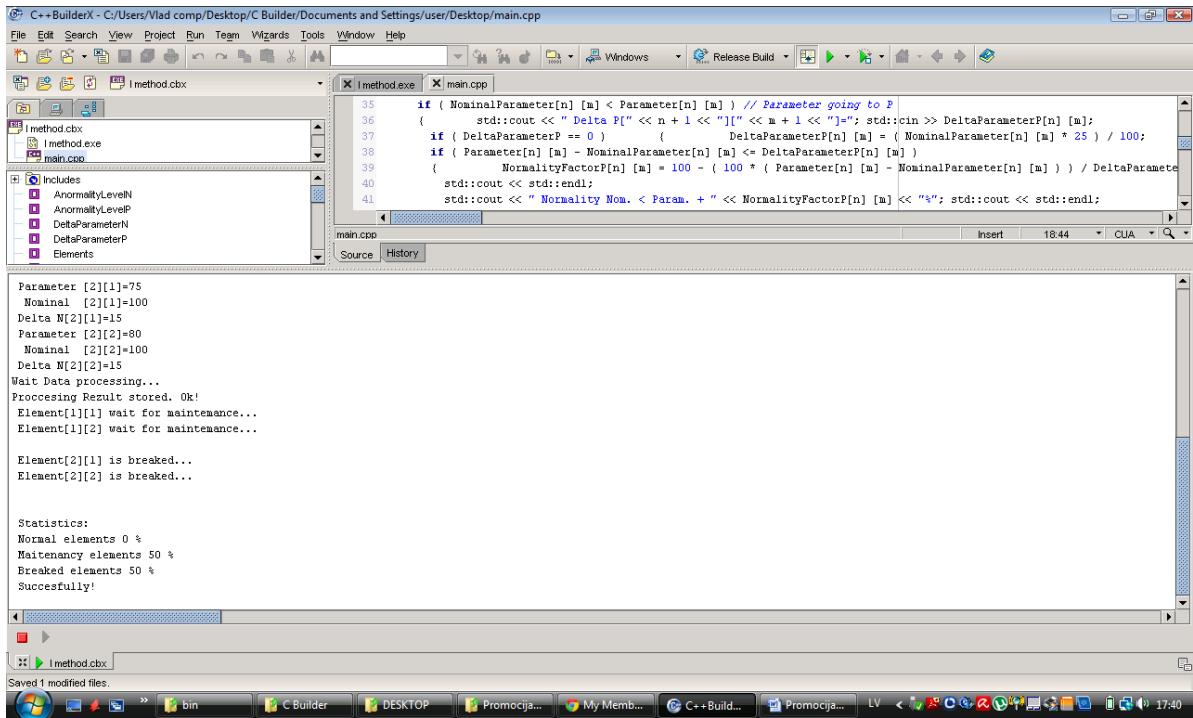 C++BuilderX - C:/Users/Vlad comp/Desktop/C Builder/Documents and Settings/user/Desktop/main.cpp
File Edit Search View Project Run Team Wizards Tools Window Help
Windows Release Build
I method.cbx
I method.exe main.cpp
I method.cbx
I method.exe
main.cpp
Includes
AnormalityLevelN
AnormalityLevelP
DeltaParameterN
DeltaParameterP
Elements
35 if ( NominalParameter[n] [m] < Parameter[n] [m] ) // Parameter going to P
36 { std::cout << " Delta P[" << n + 1 << "][" << m + 1 << "]="; std::cin >> DeltaParameterP[n] [m];
37 if ( DeltaParameterP == 0 ) { DeltaParameterP[n] [m] = ( NominalParameter[n] [m] * 25 ) / 100;
38 if ( Parameter[n] [m] - NominalParameter[n] [m] <= DeltaParameterP[n] [m] )
39 { NormalityFactorP[n] [m] = 100 - ( 100 * ( Parameter[n] [m] - NominalParameter[n] [m] ) ) / DeltaParamete
40 std::cout << std::endl;
41 std::cout << " Normality Nom. < Param. + " << NormalityFactorP[n] [m] << "%"; std::cout << std::endl;
main.cpp Insert 18:44 CUA
Source History
Parameter [2][1]=75
Nominal [2][1]=100
Delta N[2][1]=15
Parameter [2][2]=80
Nominal [2][2]=100
Delta N[2][2]=15
Wait Data processing...
Proccesing Rezult stored. Ok!
Element[1][1] wait for maintemance...
Element[1][2] wait for maintemance...
Element[2][1] is breaked...
Element[2][2] is breaked...
Statistics:
Normal elements 0 %
Maitenancy elements 50 %
Breaked elements 50 %
Succesfully!
I method.cbx
Saved 1 modified files.
bin C Builder DESKTOP Promocija... My Memb... C++Build... Promocija... LV 17:40